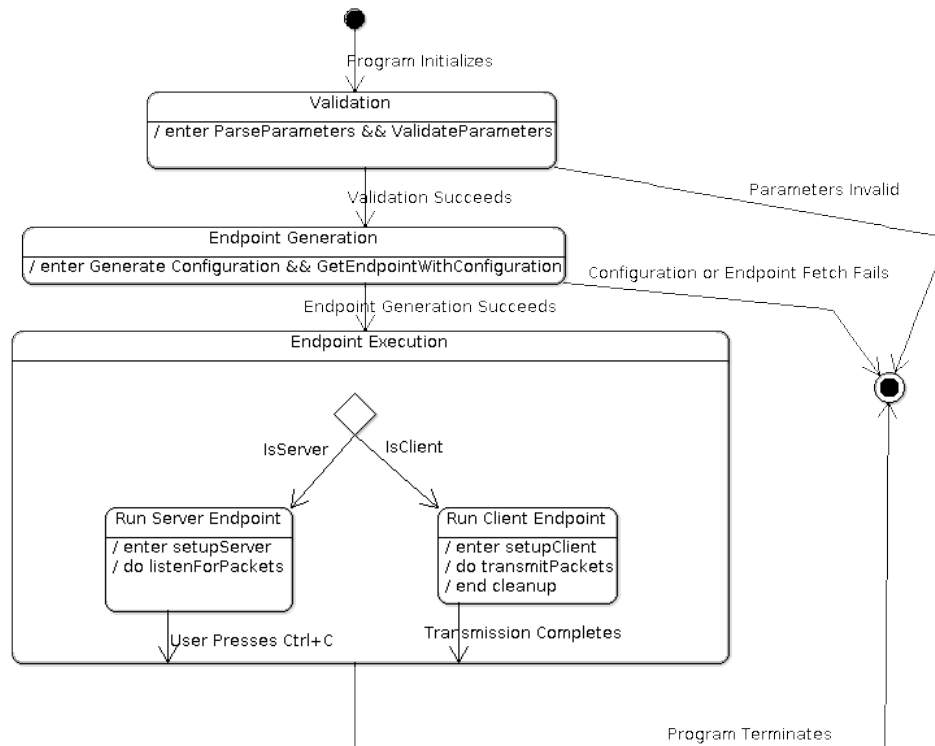 Program Initializes
Validation
/ enter ParseParameters && ValidateParameters
Parameters Invalid
Validation Succeeds
Endpoint Generation
/ enter Generate Configuration && GetEndpointWithConfiguration
Configuration or Endpoint Fetch Fails
Endpoint Generation Succeeds
Endpoint Execution
IsServer
IsClient
Run Server Endpoint
/ enter setupServer
/ do listenForPackets
Run Client Endpoint
/ enter setupClient
/ do transmitPackets
/ end cleanup
User Presses Ctrl+C
Transmission Completes
Program Terminates